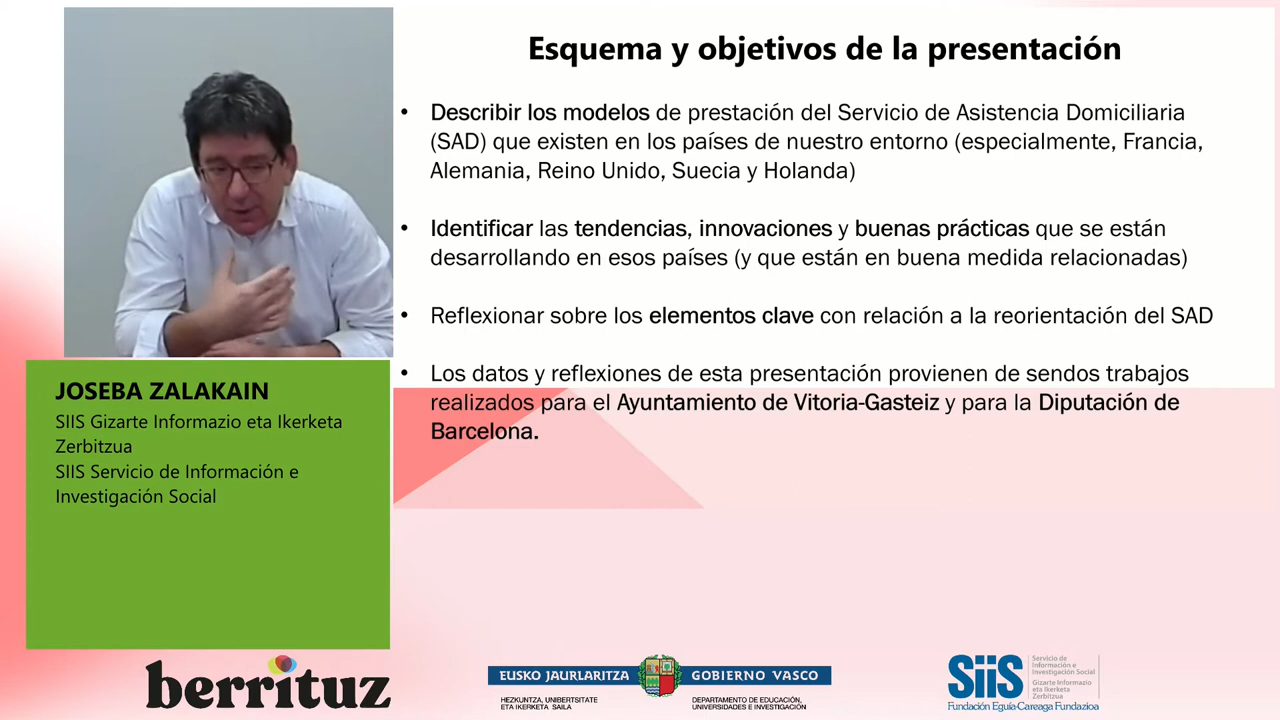 Esquema y objetivos de la presentación
• Describir los modelos de prestación del Servicio de Asistencia Domiciliaria
(SAD) que existen en los países de nuestro entorno (especialmente, Francia,
Alemania, Reino Unido, Suecia y Holanda)
• Identificar las tendencias, innovaciones y buenas prácticas que se están
desarrollando en esos países (y que están en buena medida relacionadas)
• Reflexionar sobre los elementos clave con relación a la reorientación del SAD
• Los datos y reflexiones de esta presentación provienen de sendos trabajos
realizados para el Ayuntamiento de Vitoria-Gasteiz y para la Diputación de
Barcelona.
JOSEBA ZALAKAIN
SIIS Gizarte Informazio eta Ikerketa
Zerbitzua
SIIS Servicio de Información e
Investigación Social
berrituz
EUSKO JAURLARITZA
GOBIERNO VASCO
HEZKUNTZA, UNIBERTSITATE
ETA IKERKETA SAILA
DEPARTAMENTO DE EDUCACIÓN,
UNIVERSIDADES E INVESTIGACIÓN
SiiS
Servicio de
Información e
Investigación Social
Gizarte Informazio
eta Ikerketa
Zerbitzua
Fundación Eguía-Careaga Fundazioa